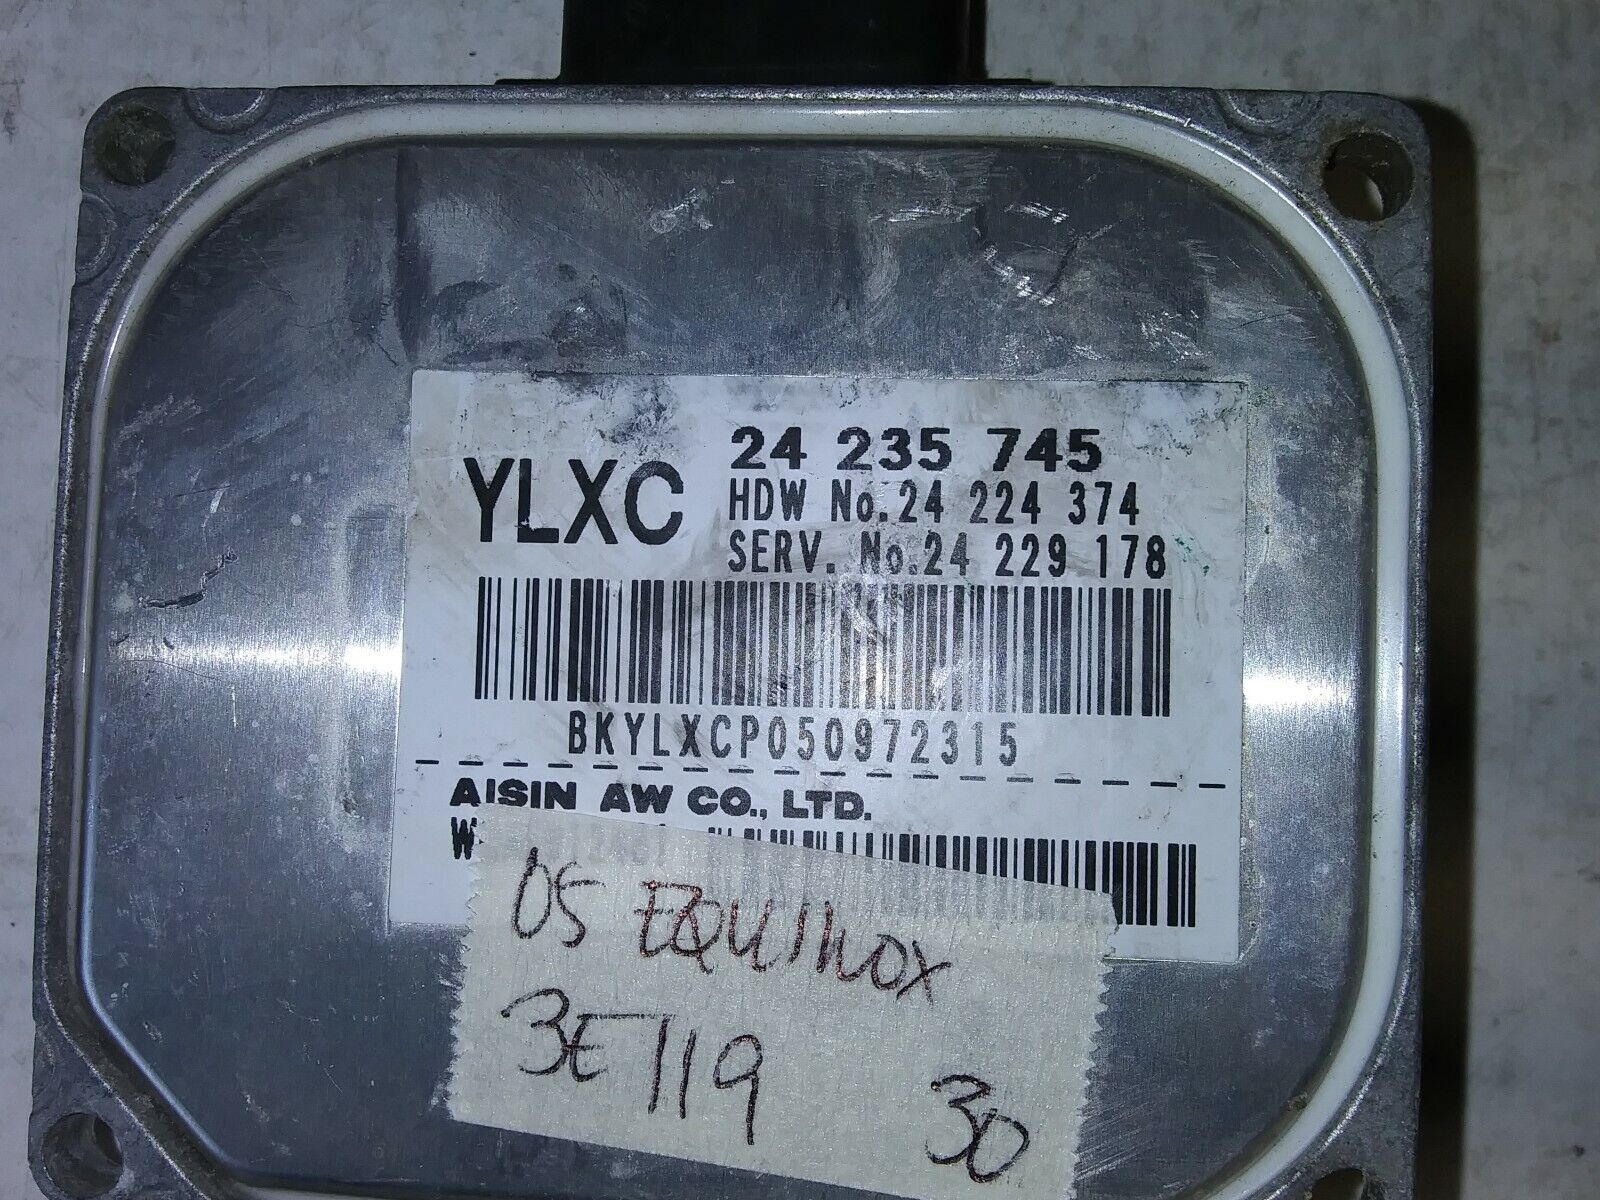 24 235 745
YLXC
HDW No.24 224 374
SERV. No.24 229 178
BKYLXCP050972315
AISIN AW CO., LTD.
W
05 EQUINOX
3E119
30